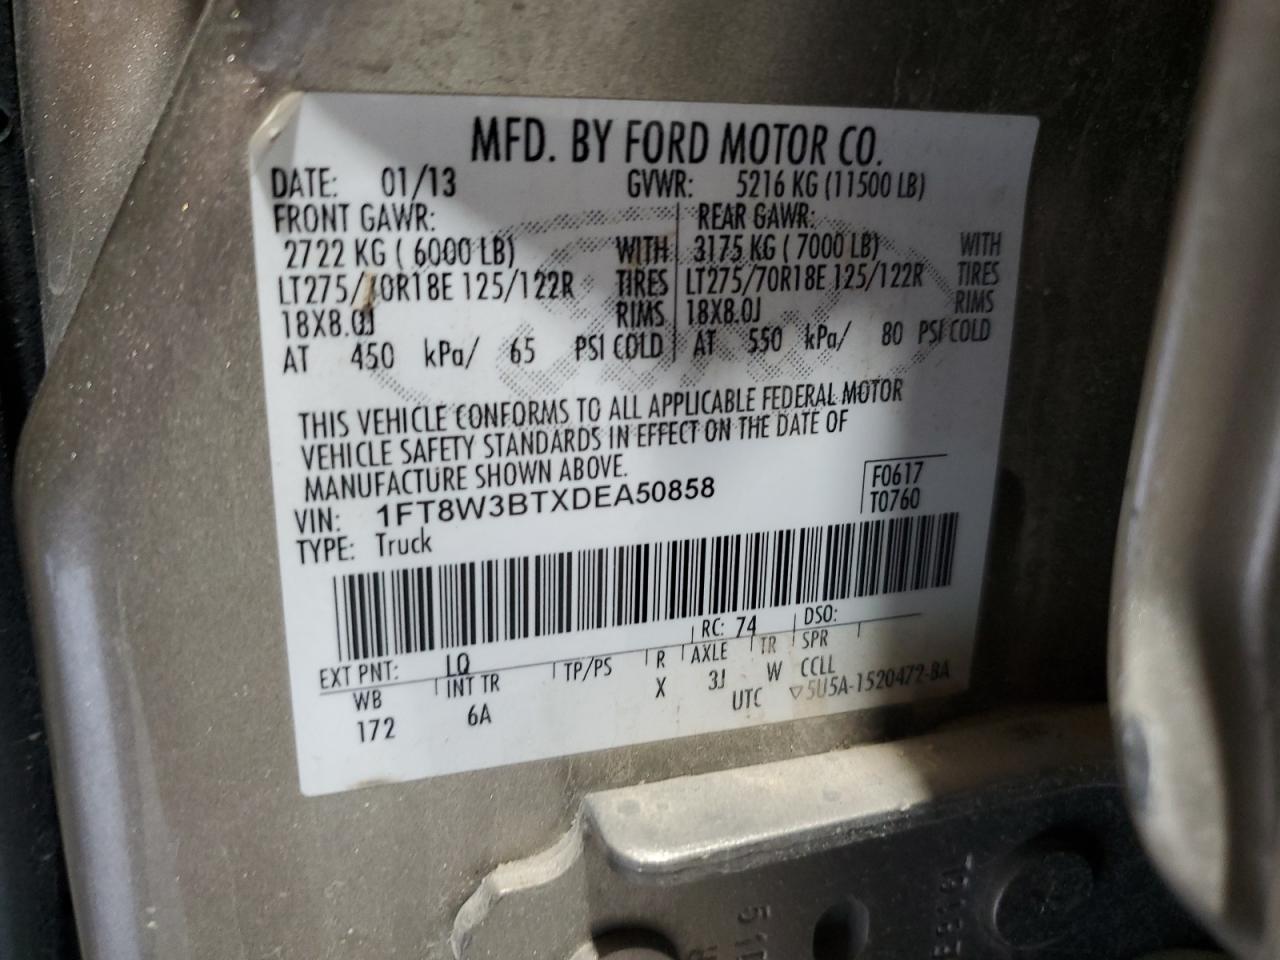 MFD. BY FORD MOTOR CO.
DATE: 01/13 GVWR: 5216 KG (11500 LB)
FRONT GAWR: REAR GAWR:
2722 KG ( 6000 LB) WITH 3175 KG ( 7000 LB) WITH
LT275/70R18E 125/122R TIRES LT275/70R18E 125/122R TIRES
18X8.0J RIMS 18X8.0J RIMS
AT 450 kPa/ 65 PSI COLD AT 550 kPa/ 80 PSI COLD
THIS VEHICLE CONFORMS TO ALL APPLICABLE FEDERAL MOTOR
VEHICLE SAFETY STANDARDS IN EFFECT ON THE DATE OF
MANUFACTURE SHOWN ABOVE.
F0617
VIN: 1FT8W3BTXDEA50858 T0760
TYPE: Truck
EXT PNT: LQ RC: 74 DSO:
WB INT TR TP/PS R AXLE TR SPR
172 6A X 3J W CCLL
UTC ▽5U5A-1520472-BA